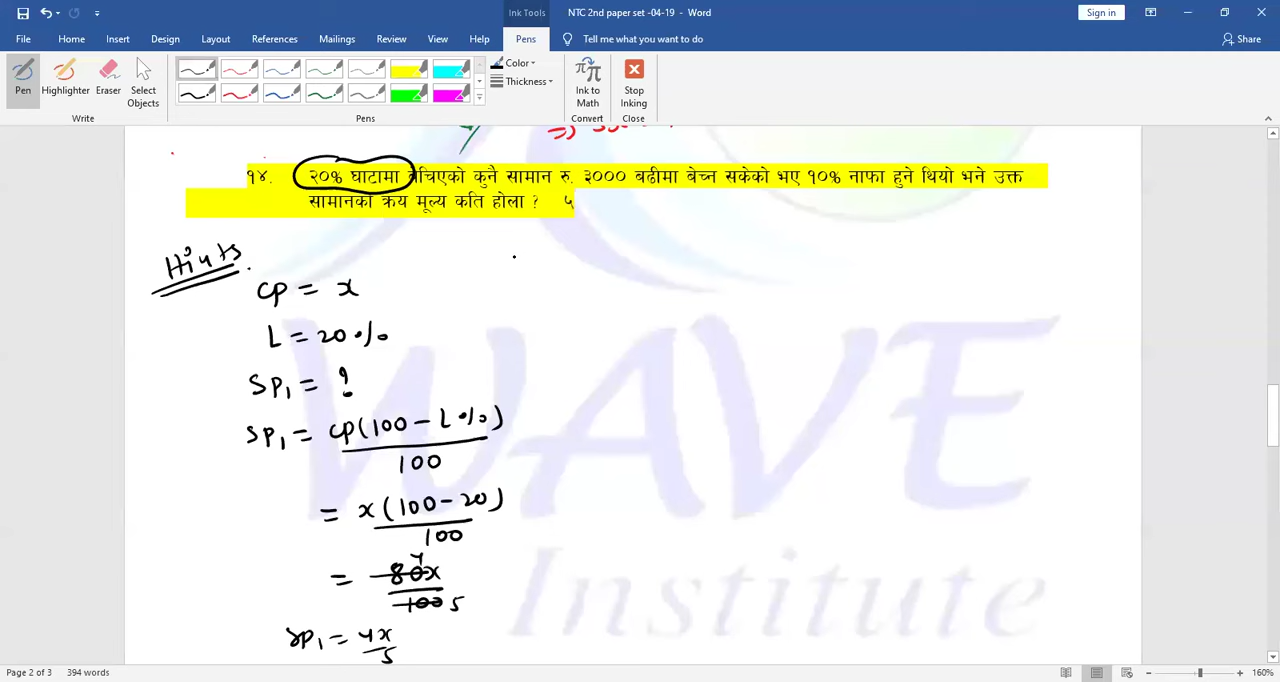 Ink Tools
NTC 2nd paper set -04-19 - Word
Sign in
File Home Insert Design Layout References Mailings Review View Help Pens Tell me what you want to do
Share
Pen Highlighter Eraser Select Objects
Color
Thickness
Ink to Math
Stop Inking
Write Pens Convert Close
१४. २०% घाटामा बेचिएको कुनै सामान रु. ३००० बढीमा बेच्न सकेको भए १०% नाफा हुने थियो भने उक्त
सामानको क्रय मूल्य कति होला ? ५
Hints
CP = x
L = 20%
SP₁ = ?
SP₁ = CP(100 - L%)
100
= x(100 - 20)
100
= 80x 4
100 5
SP₁ = 4x
5
WAVE
Institute
Page 2 of 3 394 words
160%